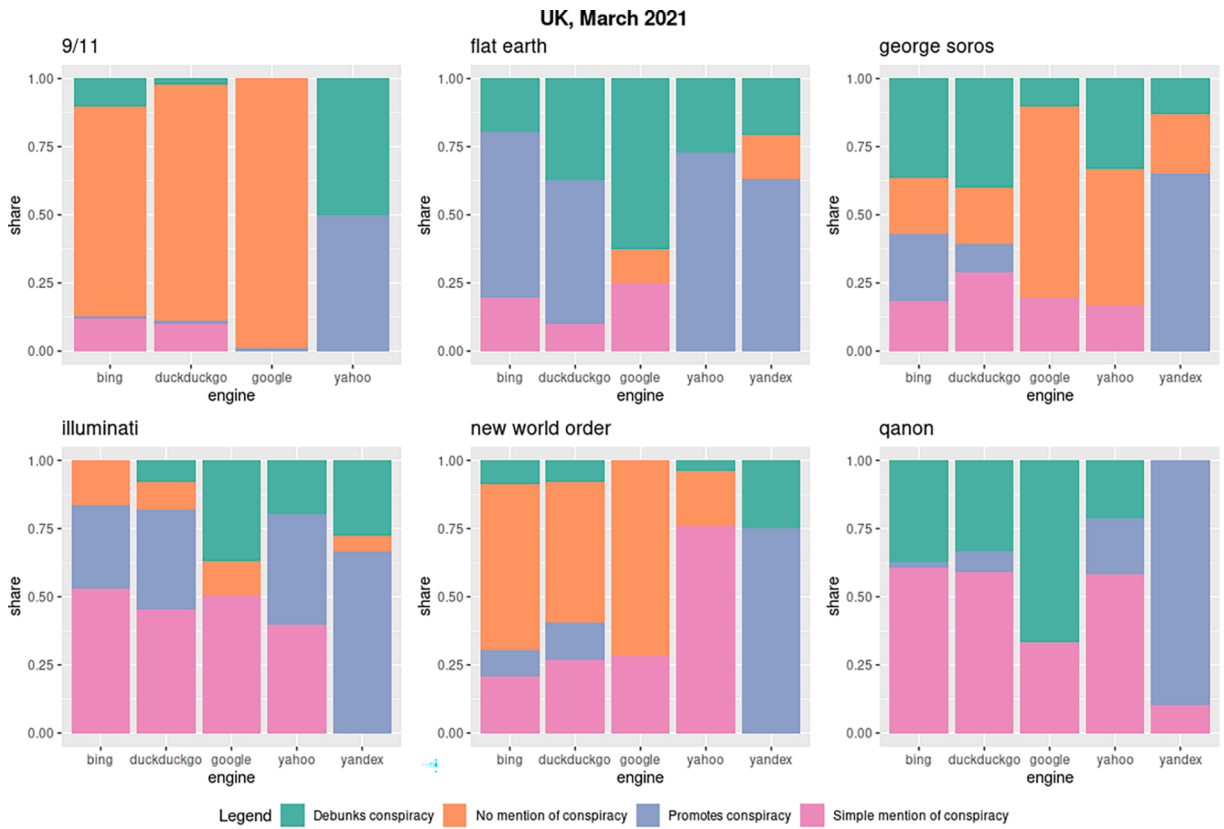 UK, March 2021
9/11
share
1.00
0.75
0.50
0.25
0.00
bing duckduckgo google yahoo
engine
flat earth
share
1.00
0.75
0.50
0.25
0.00
bing duckduckgo google yahoo yandex
engine
george soros
share
1.00
0.75
0.50
0.25
0.00
bing duckduckgo google yahoo yandex
engine
illuminati
share
1.00
0.75
0.50
0.25
0.00
bing duckduckgo google yahoo yandex
engine
new world order
share
1.00
0.75
0.50
0.25
0.00
bing duckduckgo google yahoo yandex
engine
qanon
share
1.00
0.75
0.50
0.25
0.00
bing duckduckgo google yahoo yandex
engine
Legend Debunks conspiracy No mention of conspiracy Promotes conspiracy Simple mention of conspiracy